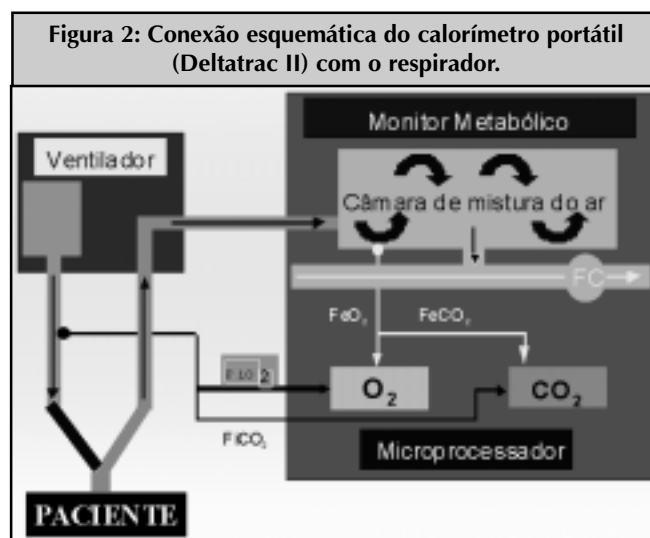 Figura 2: Conexão esquemática do calorímetro portátil
(Deltatrac II) com o respirador.
Monitor Metabólico
Ventilador
Câmara de mistura do ar
FC
FeO₂
FeCO₂
2
O₂
CO₂
FiCO₂
Microprocessador
PACIENTE